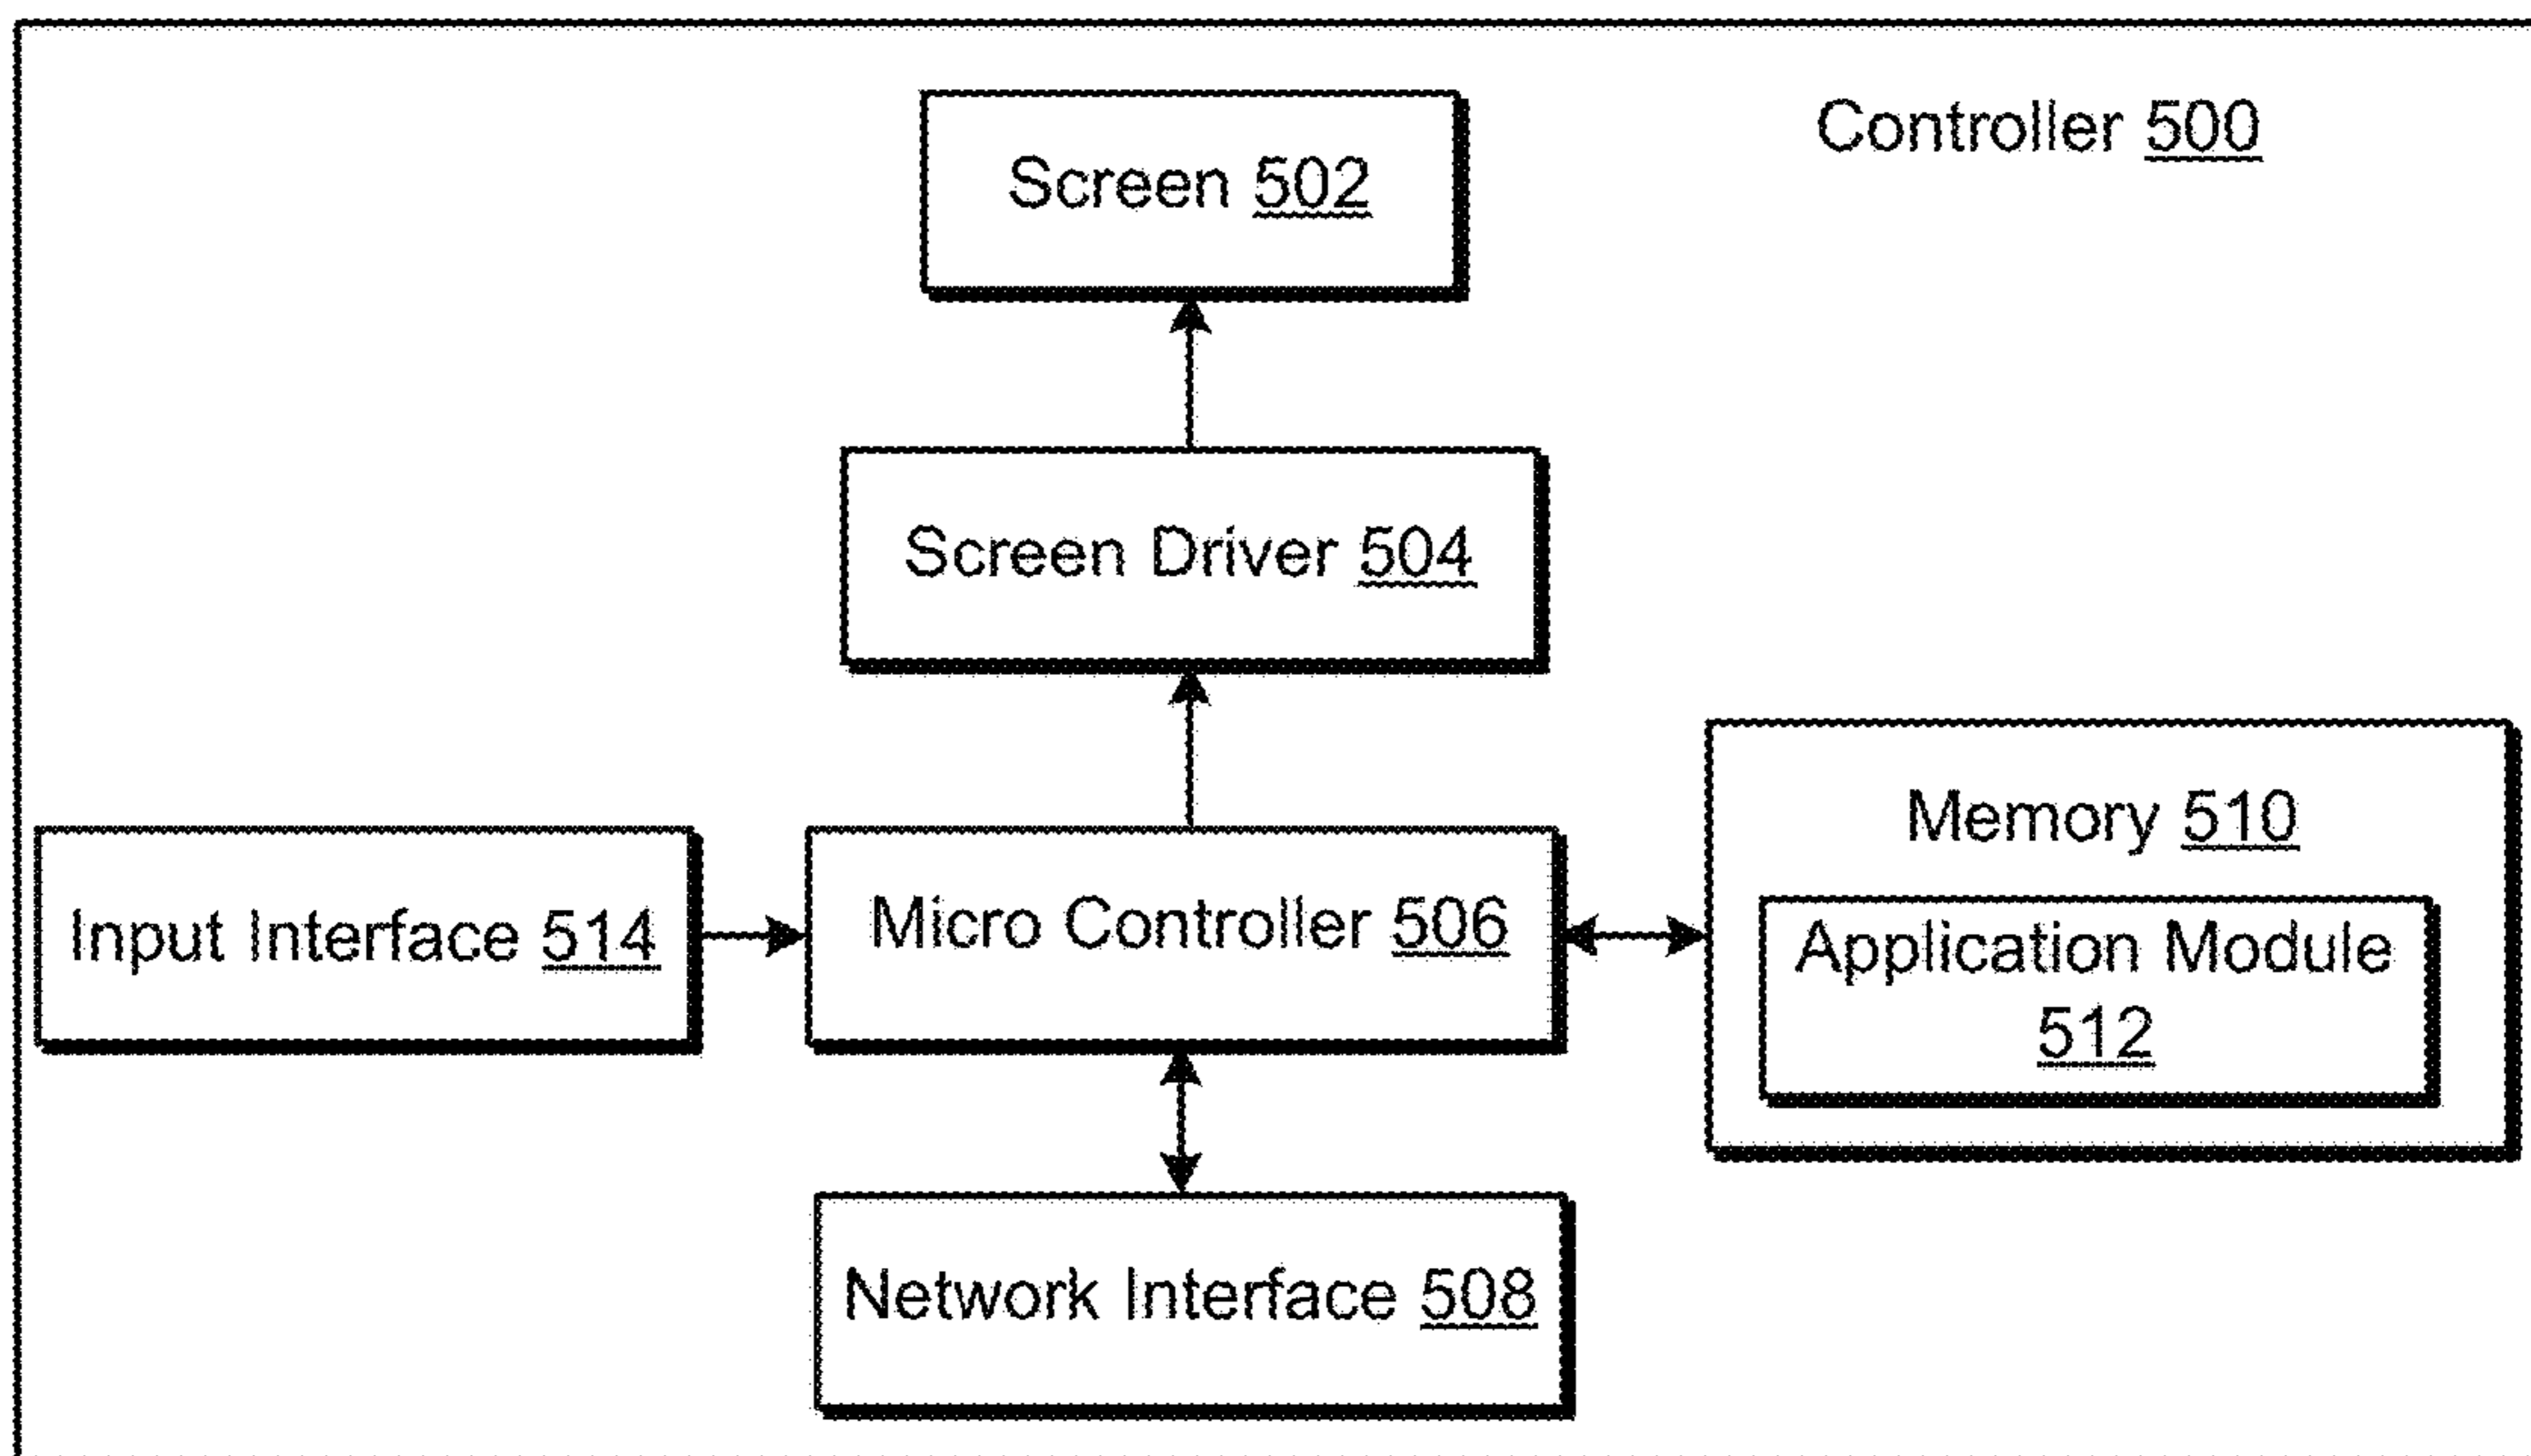 Controller 500
Screen 502
Screen Driver 504
Memory 510
Input Interface 514
Micro Controller 506
Application Module
512
Network Interface 508